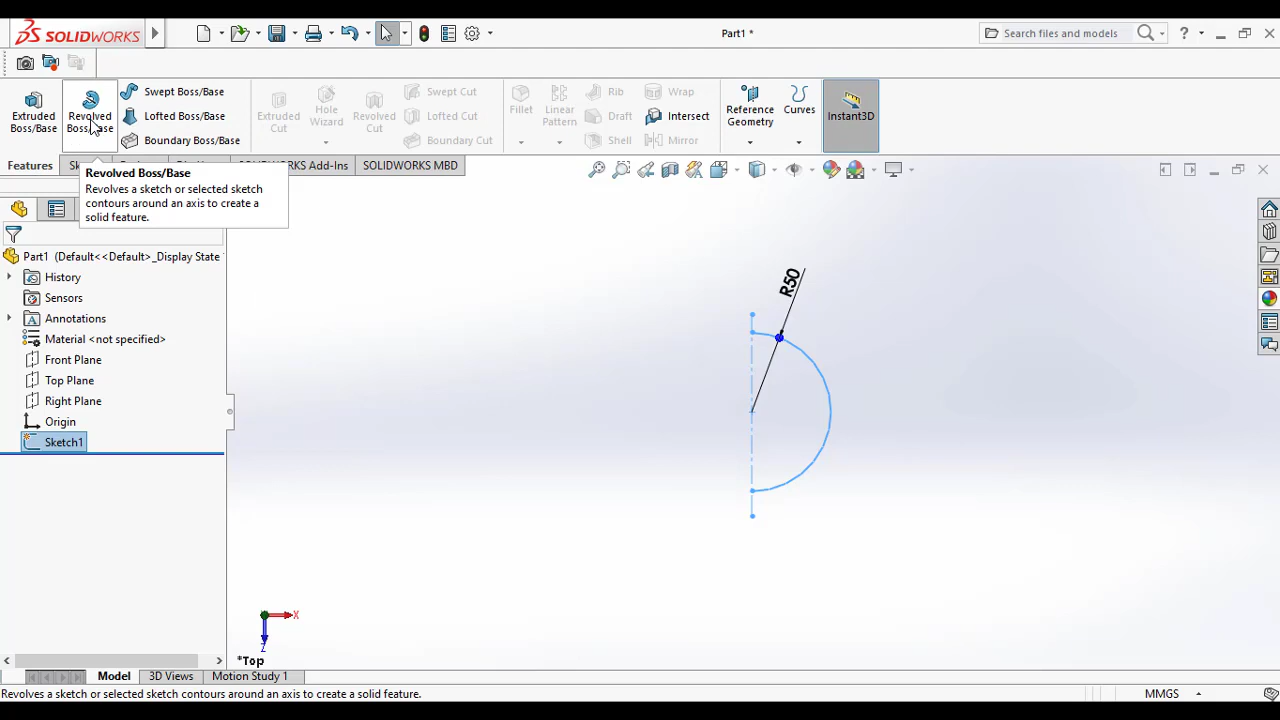 SOLIDWORKS
Part1 *
Search files and models
Extruded
Boss/Base
Revolved
Boss/Base
Swept Boss/Base
Lofted Boss/Base
Boundary Boss/Base
Extruded
Cut
Hole
Wizard
Revolved
Cut
Swept Cut
Lofted Cut
Boundary Cut
Fillet
Linear
Pattern
Rib
Draft
Shell
Wrap
Intersect
Mirror
Reference
Geometry
Curves
Instant3D
Features
SOLIDWORKS MBD
Revolved Boss/Base
Revolves a sketch or selected sketch
contours around an axis to create a
solid feature.
Part1 (Default<<Default>_Display State
History
Sensors
Annotations
Material <not specified>
Front Plane
Top Plane
Right Plane
Origin
Sketch1
R50
X
Z
*Top
Model
3D Views
Motion Study 1
Revolves a sketch or selected sketch contours around an axis to create a solid feature.
MMGS